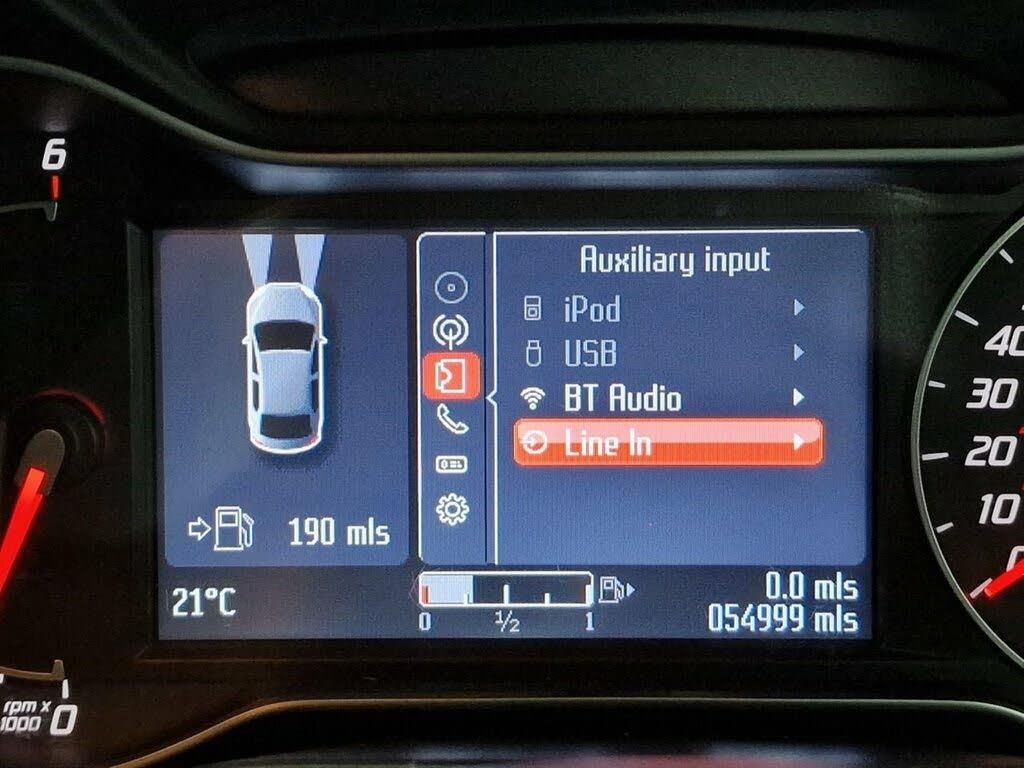 6
Auxiliary input
iPod
USB
BT Audio
Line In
190 mls
21°C
0 1/2 1
0.0 mls
054999 mls
rpm x
1000 0
40
30
20
10
0